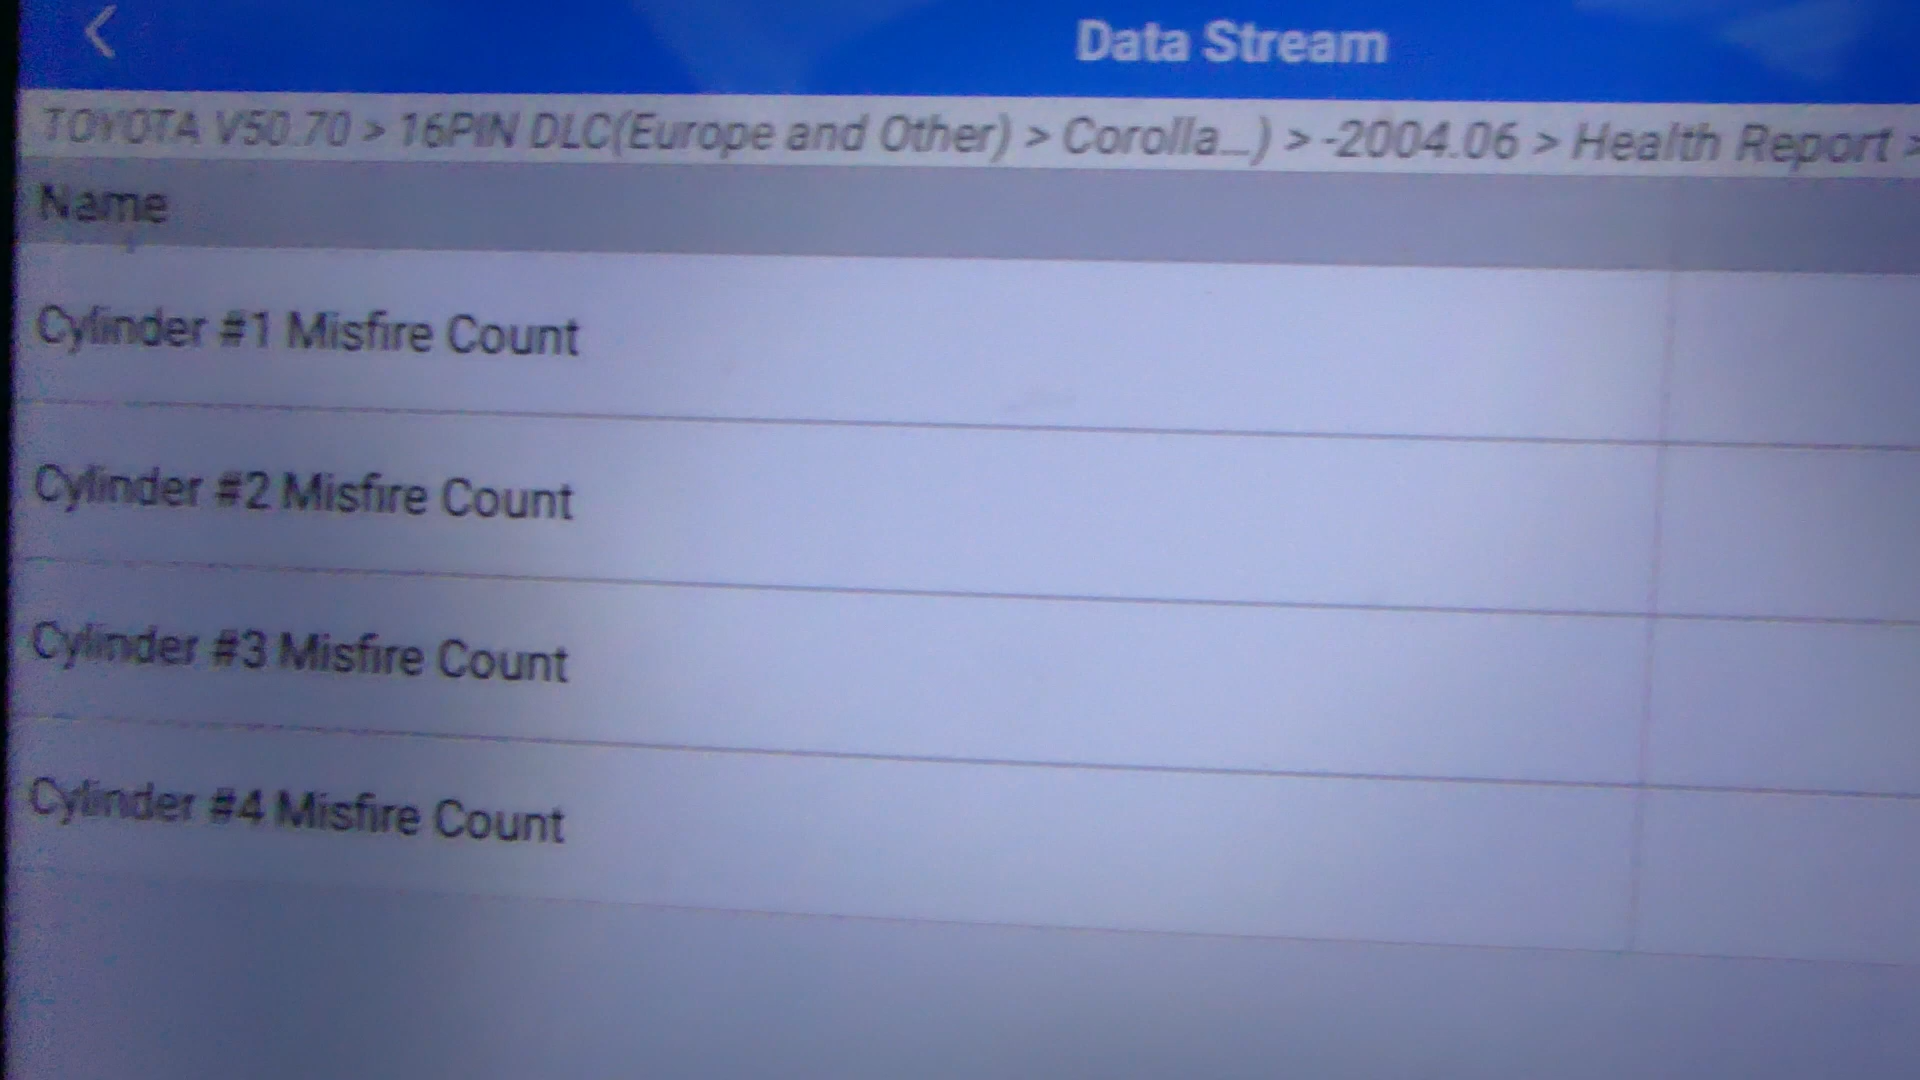 Data Stream
TOYOTA V50.70 > 16PIN DLC(Europe and Other) > Corolla...) > -2004.06 > Health Report >
Name
Cylinder #1 Misfire Count
Cylinder #2 Misfire Count
Cylinder #3 Misfire Count
Cylinder #4 Misfire Count